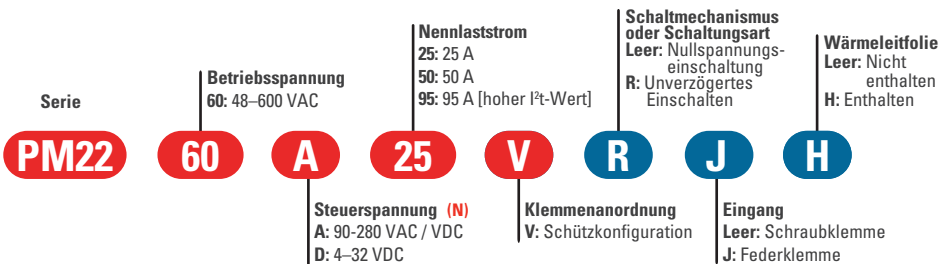 Serie
Betriebsspannung
60: 48–600 VAC
Nennlaststrom
25: 25 A
50: 50 A
95: 95 A [hoher I²t-Wert]
Schaltmechanismus
oder Schaltungsart
Leer: Nullspannungs-
einschaltung
R: Unverzögertes
Einschalten
Wärmeleitfolie
Leer: Nicht
enthalten
H: Enthalten
PM22 60 A 25 V R J H
Steuerspannung (N)
A: 90-280 VAC / VDC
D: 4–32 VDC
Klemmenanordnung
V: Schützkonfiguration
Eingang
Leer: Schraubklemme
J: Federklemme